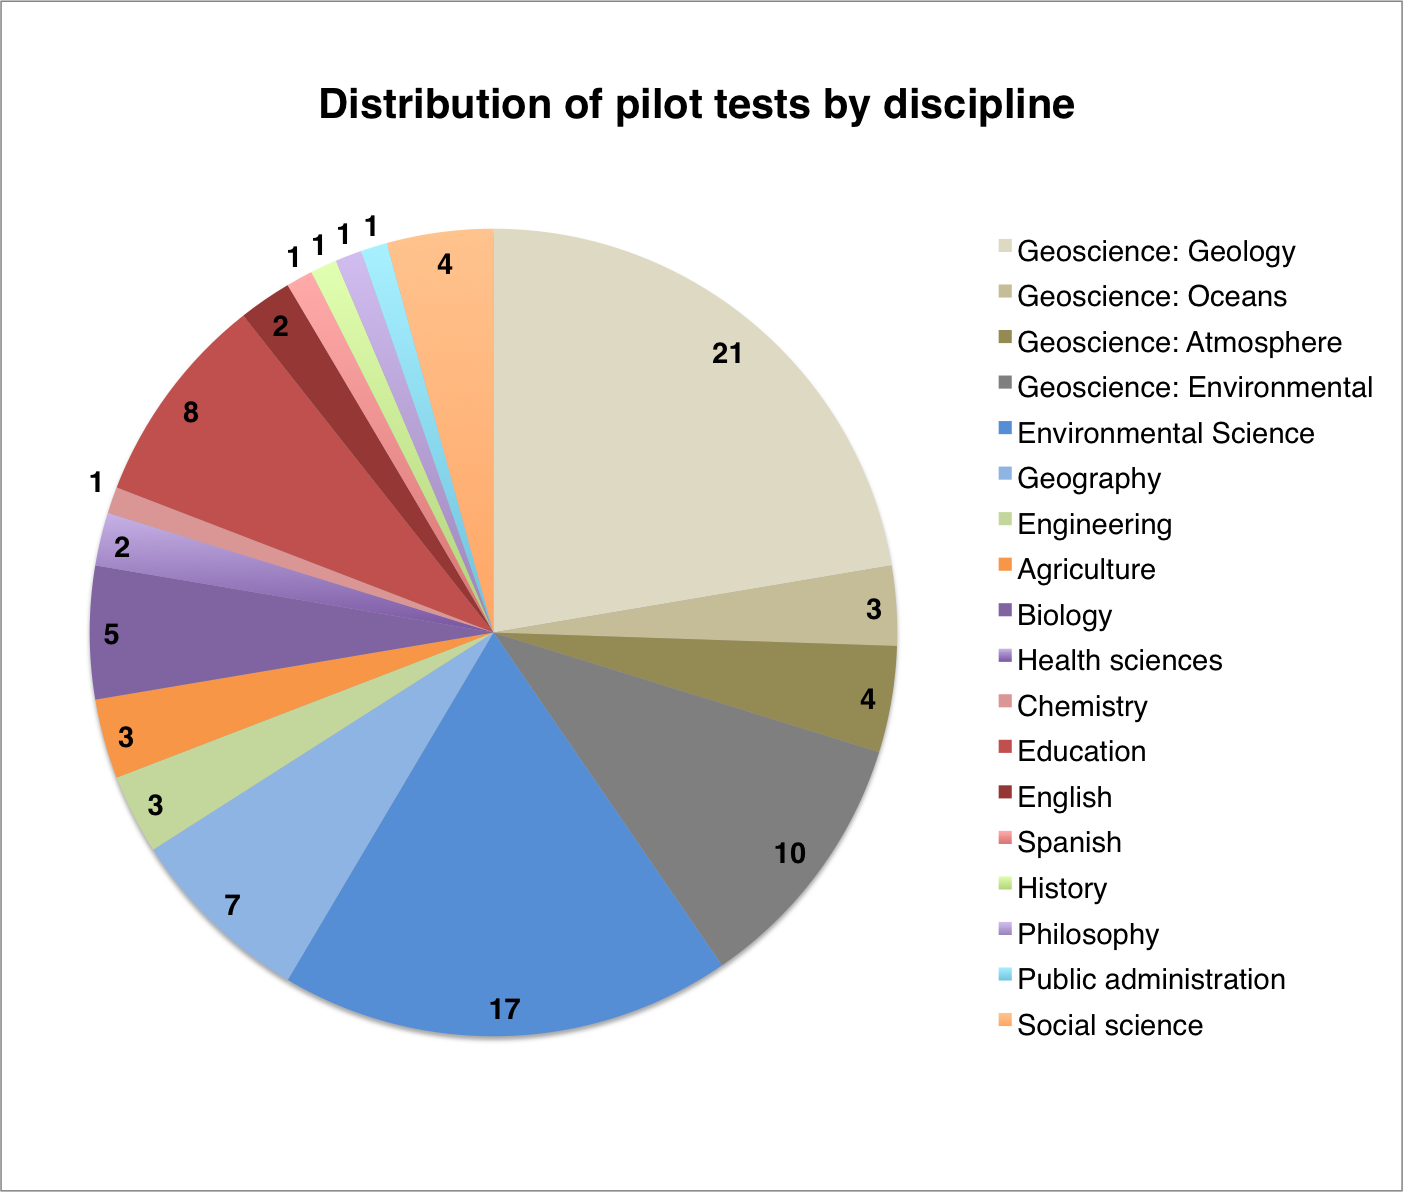 Distribution of pilot tests by discipline
21
3
4
10
17
7
3
3
5
2
1
8
2
1
1
1
1
4
Geoscience: Geology
Geoscience: Oceans
Geoscience: Atmosphere
Geoscience: Environmental
Environmental Science
Geography
Engineering
Agriculture
Biology
Health sciences
Chemistry
Education
English
Spanish
History
Philosophy
Public administration
Social science